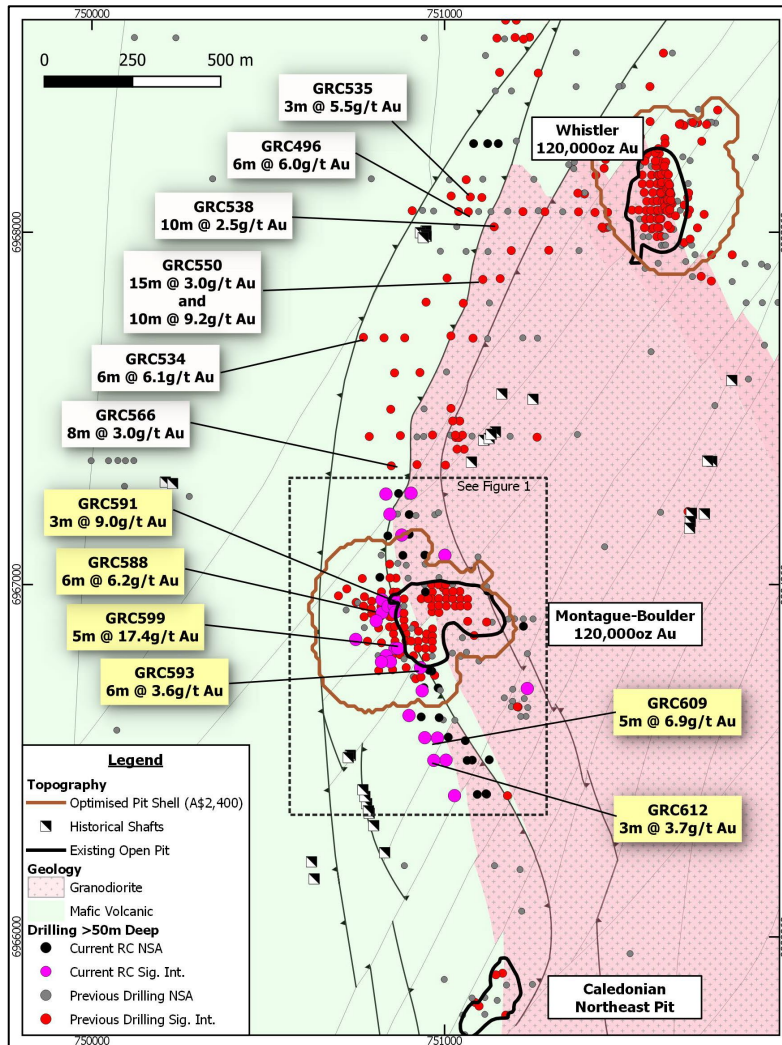 750000
751000
0
250
500 m
GRC535
3m @ 5.5g/t Au
GRC496
6m @ 6.0g/t Au
Whistler
120,000oz Au
GRC538
10m @ 2.5g/t Au
6968000
GRC550
15m @ 3.0g/t Au
and
10m @ 9.2g/t Au
GRC534
6m @ 6.1g/t Au
GRC566
8m @ 3.0g/t Au
See Figure 1
GRC591
3m @ 9.0g/t Au
GRC588
6m @ 6.2g/t Au
6967000
GRC599
5m @ 17.4g/t Au
Montague-Boulder
120,000oz Au
GRC593
6m @ 3.6g/t Au
GRC609
5m @ 6.9g/t Au
GRC612
3m @ 3.7g/t Au
Legend
Topography
Optimised Pit Shell (A$2,400)
Historical Shafts
Existing Open Pit
Geology
Granodiorite
Mafic Volcanic
Drilling >50m Deep
Current RC NSA
Current RC Sig. Int.
Previous Drilling NSA
Previous Drilling Sig. Int.
6966000
Caledonian
Northeast Pit
750000
751000